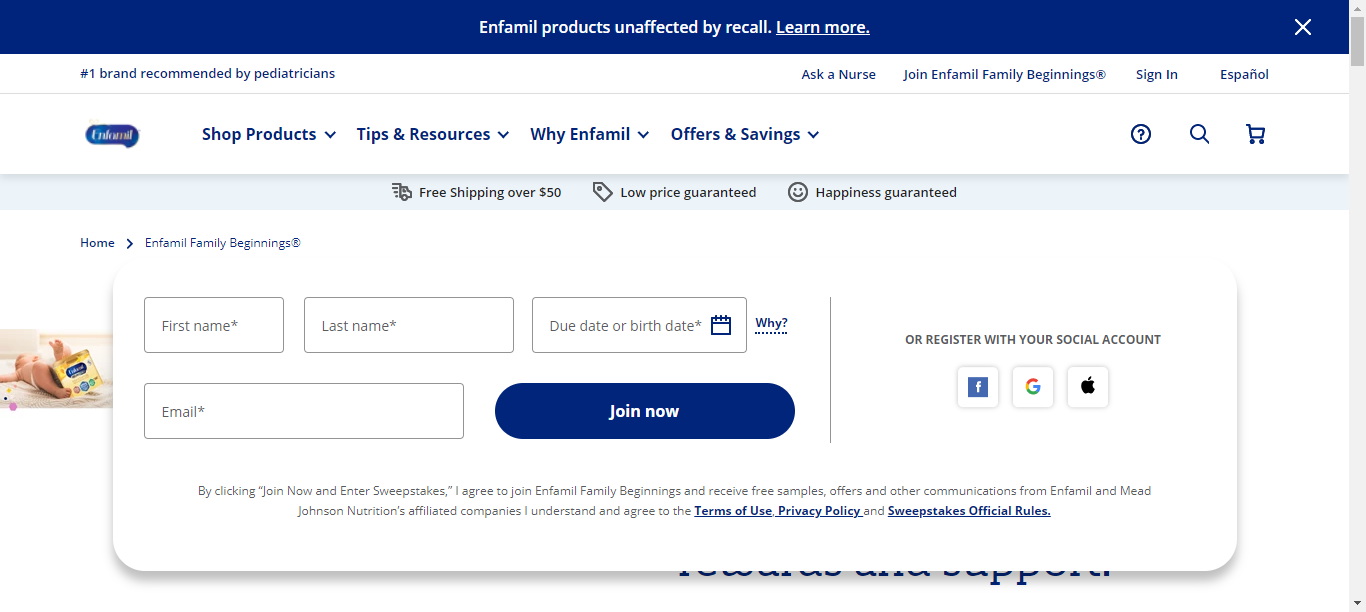 Enfamil products unaffected by recall. Learn more.
#1 brand recommended by pediatricians
Ask a Nurse Join Enfamil Family Beginnings® Sign In Español
Enfamil
Shop Products Tips & Resources Why Enfamil Offers & Savings
Free Shipping over $50 Low price guaranteed Happiness guaranteed
Home Enfamil Family Beginnings®
First name* Last name* Due date or birth date* Why?
OR REGISTER WITH YOUR SOCIAL ACCOUNT
Email* Join now
By clicking “Join Now and Enter Sweepstakes,” I agree to join Enfamil Family Beginnings and receive free samples, offers and other communications from Enfamil and Mead
Johnson Nutrition’s affiliated companies I understand and agree to the Terms of Use, Privacy Policy and Sweepstakes Official Rules.
rewards and support.